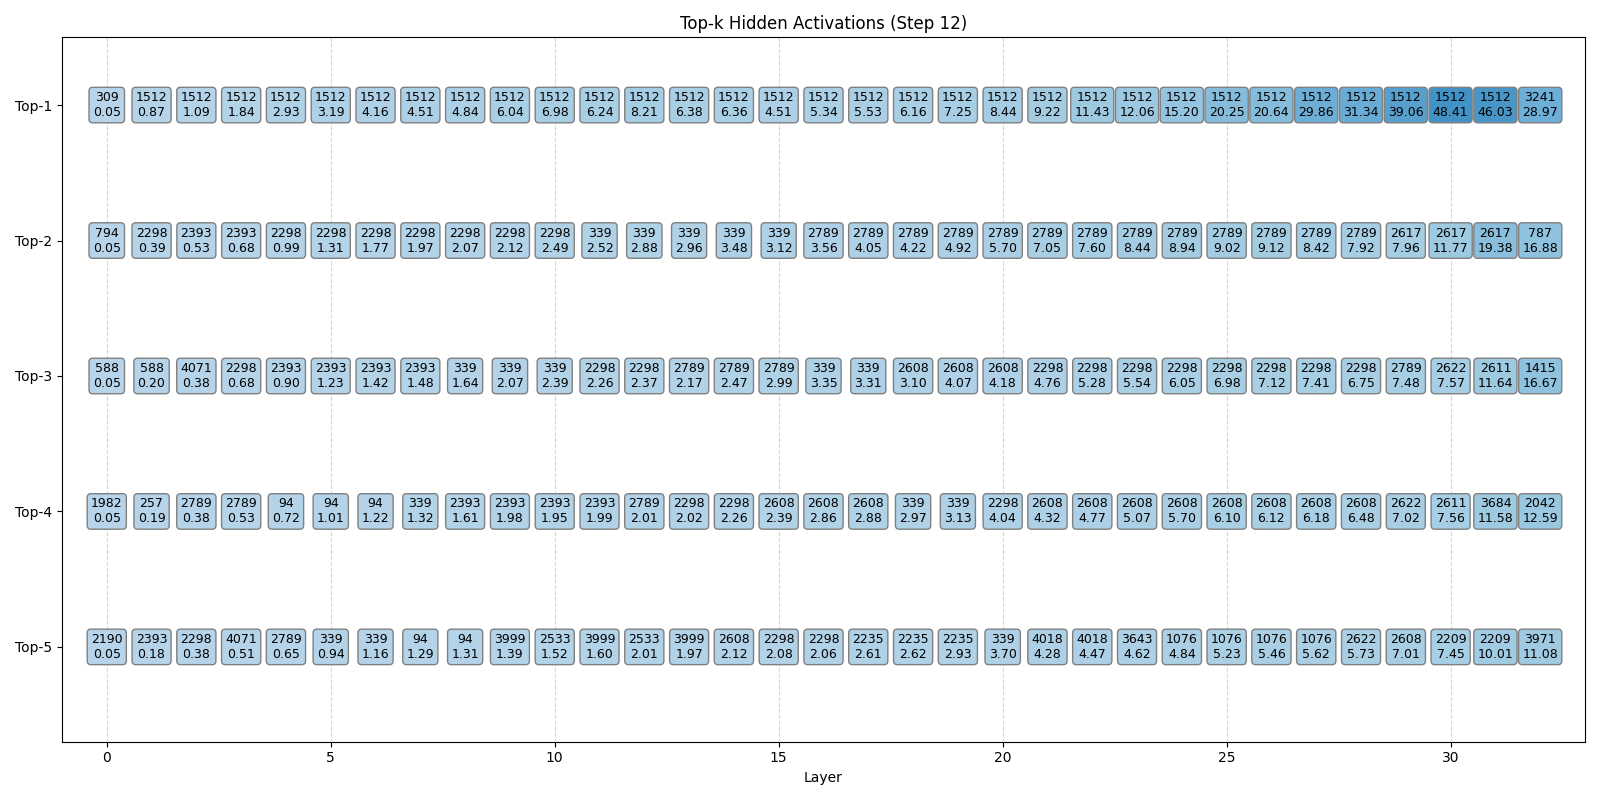 Top-k Hidden Activations (Step 12)
Top-1
309 1512 1512 1512 1512 1512 1512 1512 1512 1512 1512 1512 1512 1512 1512 1512 1512 1512 1512 1512 1512 1512 1512 1512 1512 1512 1512 1512 1512 1512 1512 1512 3241
0.05 0.87 1.09 1.84 2.93 3.19 4.16 4.51 4.84 6.04 6.98 6.24 8.21 6.38 6.36 4.51 5.34 5.53 6.16 7.25 8.44 9.22 11.43 12.06 15.20 20.25 20.64 29.86 31.34 39.06 48.41 46.03 28.97
Top-2
794 2298 2393 2393 2298 2298 2298 2298 2298 2298 2298 339 339 339 339 339 2789 2789 2789 2789 2789 2789 2789 2789 2789 2789 2789 2789 2789 2617 2617 2617 787
0.05 0.39 0.53 0.68 0.99 1.31 1.77 1.97 2.07 2.12 2.49 2.52 2.88 2.96 3.48 3.12 3.56 4.05 4.22 4.92 5.70 7.05 7.60 8.44 8.94 9.02 9.12 8.42 7.92 7.96 11.77 19.38 16.88
Top-3
588 588 4071 2298 2393 2393 2393 2393 339 339 339 2298 2298 2789 2789 2789 339 339 2608 2608 2608 2298 2298 2298 2298 2298 2298 2298 2298 2789 2622 2611 1415
0.05 0.20 0.38 0.68 0.90 1.23 1.42 1.48 1.64 2.07 2.39 2.26 2.37 2.17 2.47 2.99 3.35 3.31 3.10 4.07 4.18 4.76 5.28 5.54 6.05 6.98 7.12 7.41 6.75 7.48 7.57 11.64 16.67
Top-4
1982 257 2789 2789 94 94 94 339 2393 2393 2393 2393 2789 2298 2298 2608 2608 2608 339 339 2298 2608 2608 2608 2608 2608 2608 2608 2608 2622 2611 3684 2042
0.05 0.19 0.38 0.53 0.72 1.01 1.22 1.32 1.61 1.98 1.95 1.99 2.01 2.02 2.26 2.39 2.86 2.88 2.97 3.13 4.04 4.32 4.77 5.07 5.70 6.10 6.12 6.18 6.48 7.02 7.56 11.58 12.59
Top-5
2190 2393 2298 4071 2789 339 339 94 94 3999 2533 3999 2533 3999 2608 2298 2298 2235 2235 2235 339 4018 4018 3643 1076 1076 1076 1076 2622 2608 2209 2209 3971
0.05 0.18 0.38 0.51 0.65 0.94 1.16 1.29 1.31 1.39 1.52 1.60 2.01 1.97 2.12 2.08 2.06 2.61 2.62 2.93 3.70 4.28 4.47 4.62 4.84 5.23 5.46 5.62 5.73 7.01 7.45 10.01 11.08
0 5 10 15 20 25 30
Layer